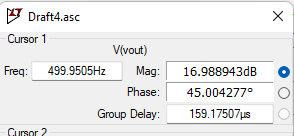 Draft4.asc
Cursor 1
V(vout)
Freq: 499.9505Hz Mag: 16.988943dB
Phase: 45.004277°
Group Delay: 159.17507µs
Cursor 2